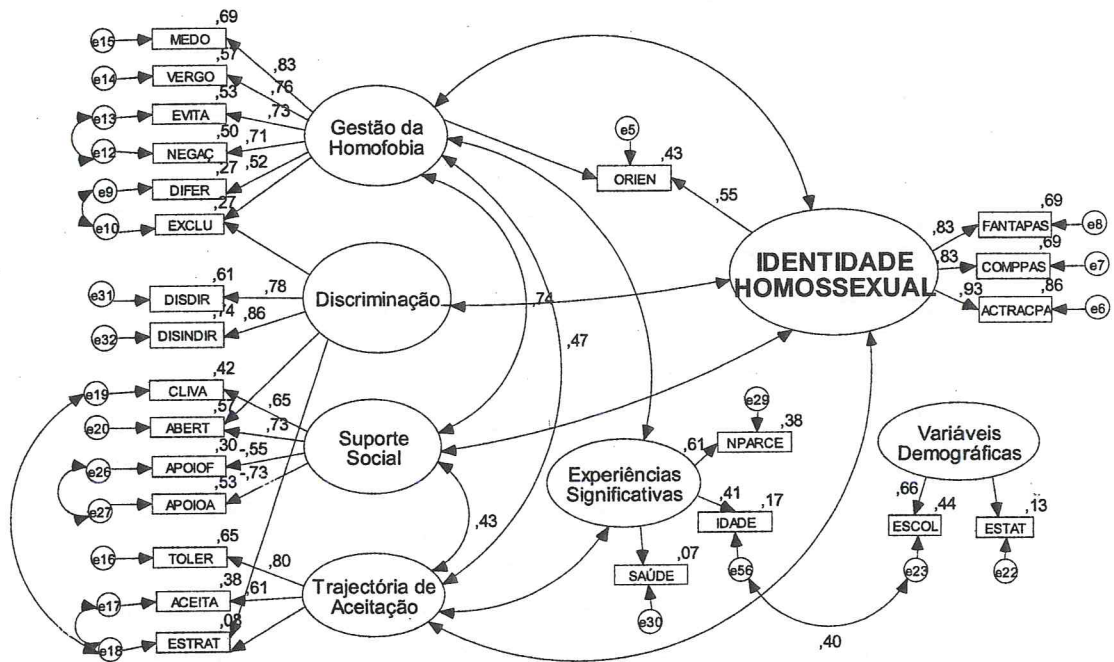 ,69
e15
MEDO
,57
,83
e14
VERGO
,76
,53
e13
EVITA
,73
,50
e12
NEGAÇ
,71
,27
,52
e9
DIFER
,27
e10
EXCLU
Gestão da
Homofobia
e5
,43
ORIEN
,55
IDENTIDADE
HOMOSSEXUAL
,69
,83
FANTAPAS
e8
,69
,83
COMPPAS
e7
,86
,93
ACTRACPA
e6
,61
e31
DISDIR
,78
,74
,86
e32
DISINDIR
Discriminação
,74
,47
,42
e19
CLIVA
,65
,57
e20
ABERT
,73
,30
-,55
e26
APOIOF
,53
-,73
e27
APOIOA
Suporte
Social
e29
,38
NPARCE
,61
Experiências
Significativas
,41
,17
IDADE
e56
,07
SAÚDE
e30
Variáveis
Demográficas
,66
,44
ESCOL
e23
,13
ESTAT
e22
,40
,43
,65
e16
TOLER
,80
,38
e17
ACEITA
,61
,08
e18
ESTRAT
Trajectória de
Aceitação